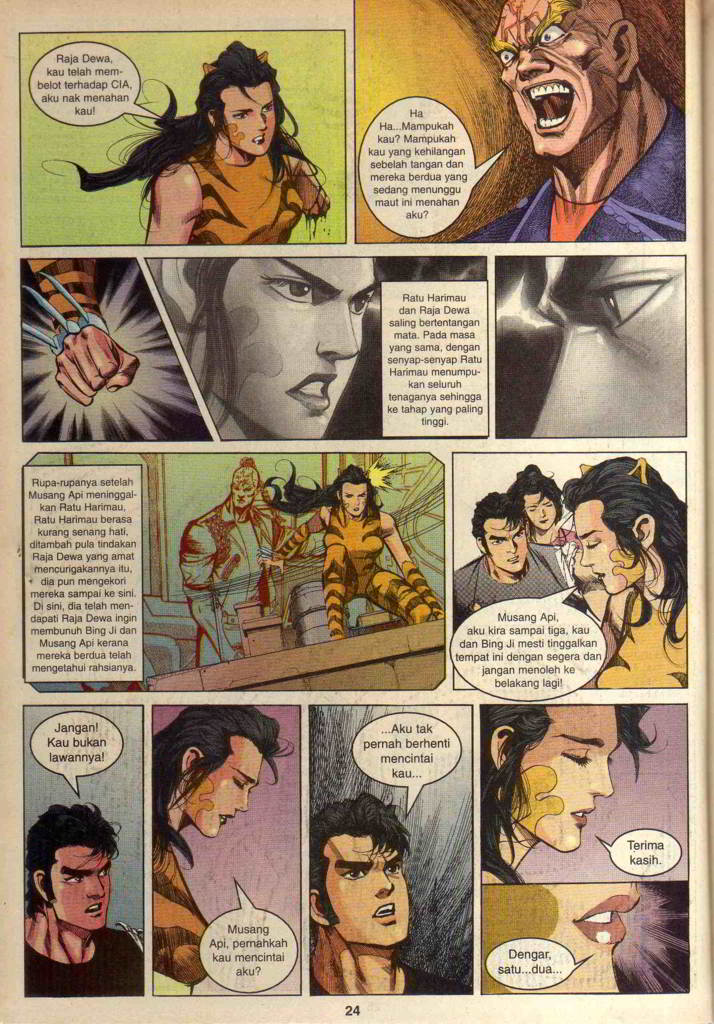 Raja Dewa,
kau telah mem-
belot terhadap CIA,
aku nak menahan
kau!
Ha
Ha...Mampukah
kau? Mampukah
kau yang kehilangan
sebelah tangan dan
mereka berdua yang
sedang menunggu
maut ini menahan
aku?
Ratu Harimau
dan Raja Dewa
saling bertentangan
mata. Pada masa
yang sama, dengan
senyap-senyap Ratu
Harimau menumpu-
kan seluruh
tenaganya sehingga
ke tahap yang paling
tinggi.
Rupa-rupanya setelah
Musang Api meninggal-
kan Ratu Harimau,
Ratu Harimau berasa
kurang senang hati,
ditambah pula tindakan
Raja Dewa yang amat
mencurigakannya itu,
dia pun mengekori
mereka sampai ke sini.
Di sini, dia telah men-
dapati Raja Dewa ingin
membunuh Bing Ji dan
Musang Api kerana
mereka berdua telah
mengetahui rahsianya.
Musang Api,
aku kira sampai tiga, kau
dan Bing Ji mesti tinggalkan
tempat ini dengan segera dan
jangan menoleh ke
belakang lagi!
Jangan!
Kau bukan
lawannya!
Musang
Api, pernahkah
kau mencintai
aku?
...Aku tak
pernah berhenti
mencintai
kau...
Terima
kasih.
Dengar,
satu...dua...
24